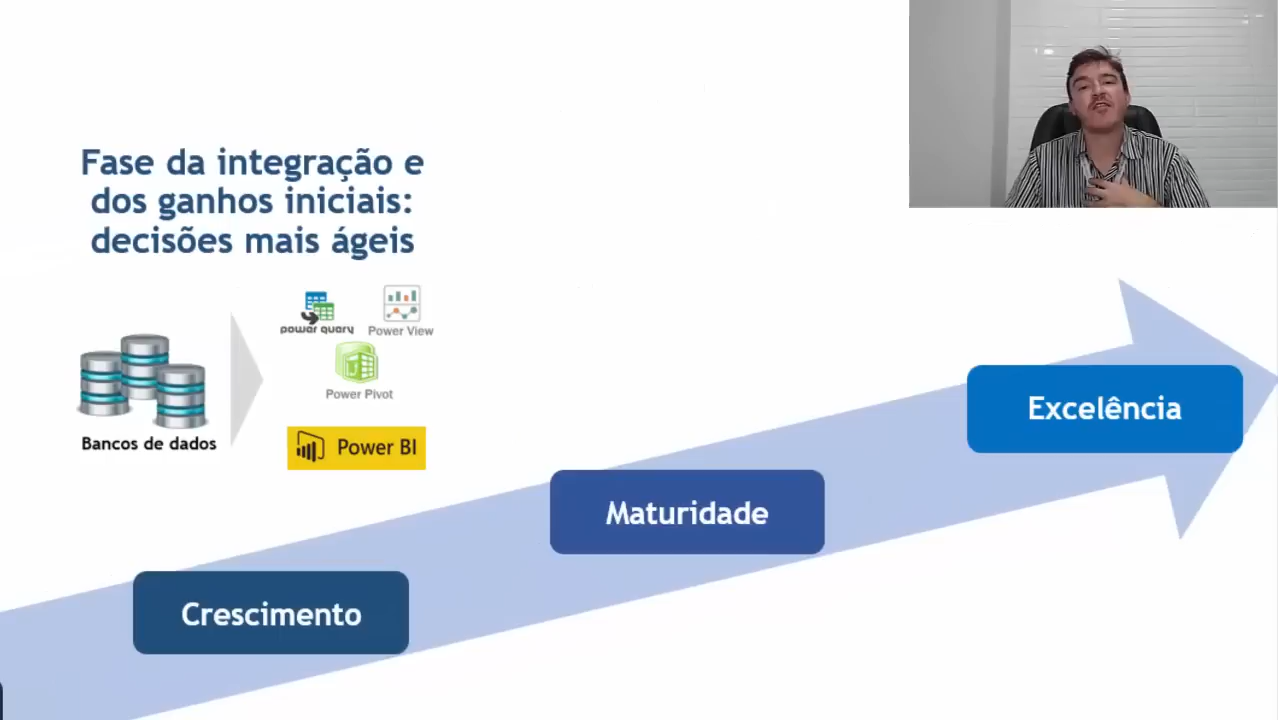 Fase da integração e
dos ganhos iniciais:
decisões mais ágeis
power query
Power View
Power Pivot
Bancos de dados
Power BI
Excelência
Maturidade
Crescimento